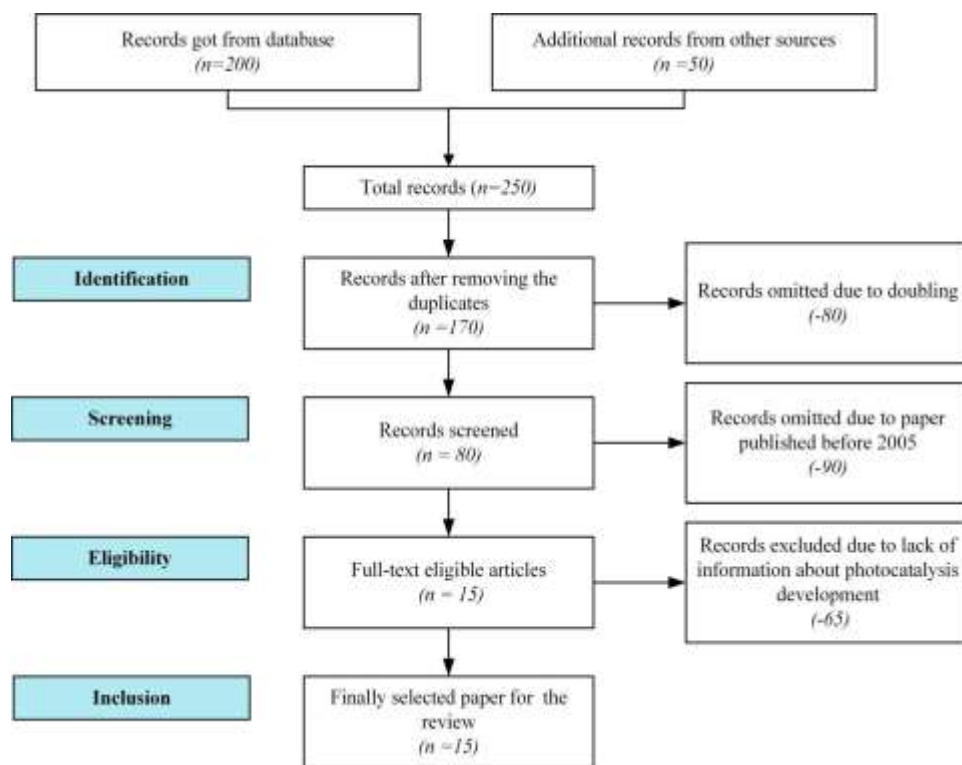 Records got from database
(n=200)
Additional records from other sources
(n =50)
Total records (n=250)
Identification
Records after removing the
duplicates
(n =170)
Records omitted due to doubling
(-80)
Screening
Records screened
(n = 80)
Records omitted due to paper
published before 2005
(-90)
Eligibility
Full-text eligible articles
(n = 15)
Records excluded due to lack of
information about photocatalysis
development
(-65)
Inclusion
Finally selected paper for the
review
(n =15)